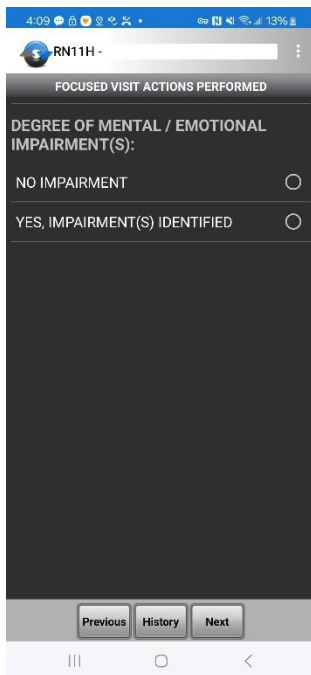 4:09 13%
RN11H -
FOCUSED VISIT ACTIONS PERFORMED
DEGREE OF MENTAL / EMOTIONAL
IMPAIRMENT(S):
NO IMPAIRMENT
YES, IMPAIRMENT(S) IDENTIFIED
Previous History Next